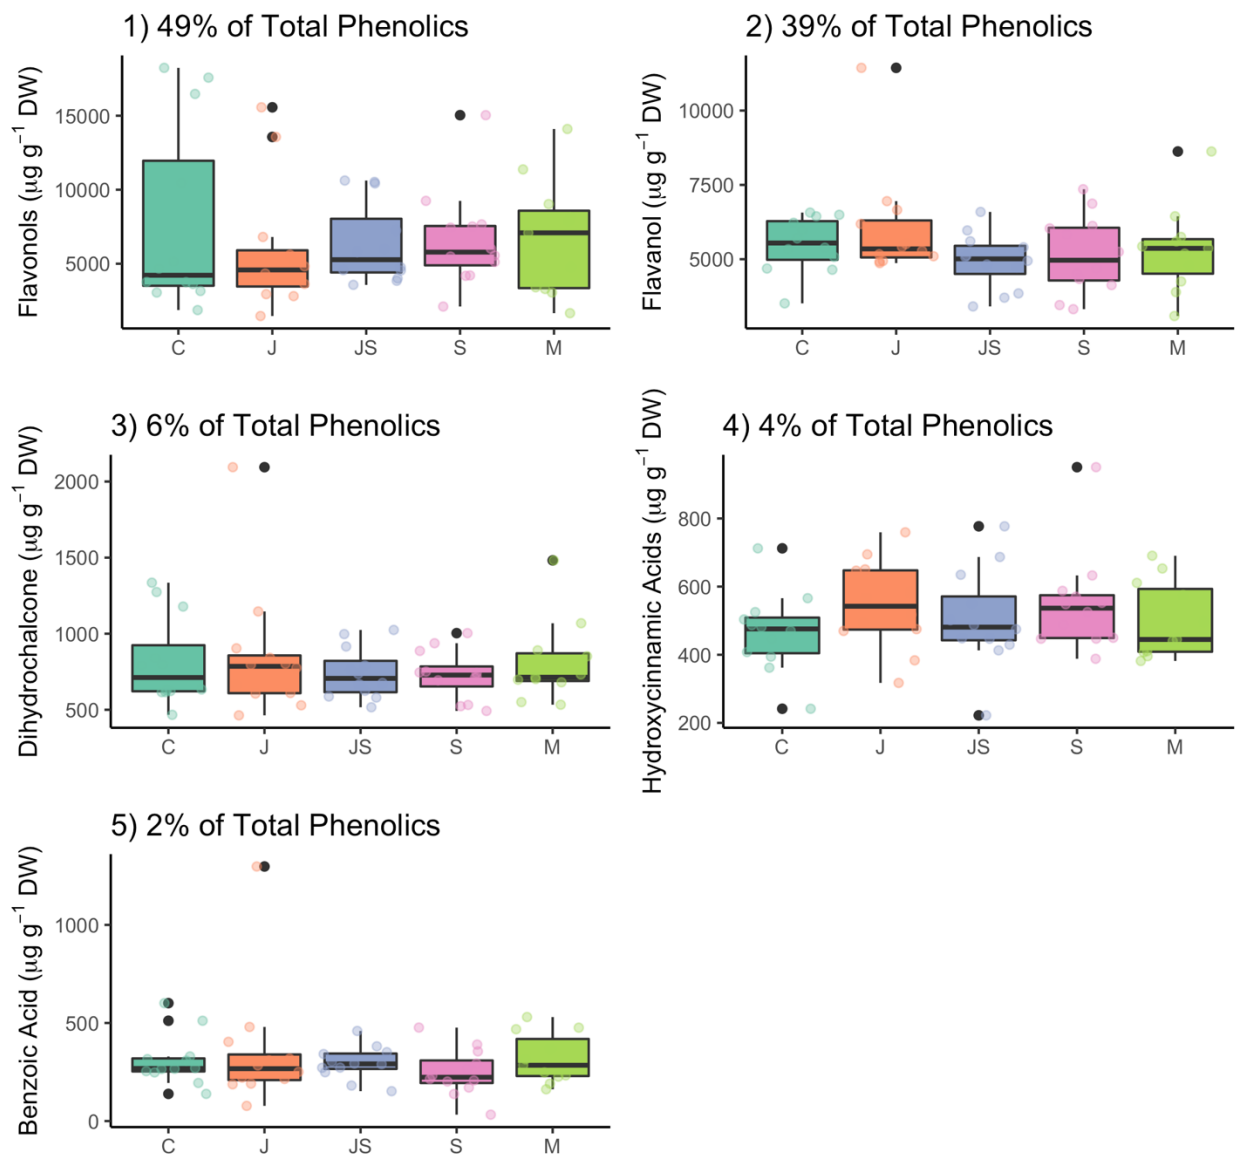 1) 49% of Total Phenolics
Flavonols (μg g⁻¹ DW)
15000
10000
5000
C J JS S M
2) 39% of Total Phenolics
Flavanol (μg g⁻¹ DW)
10000
7500
5000
C J JS S M
3) 6% of Total Phenolics
Dihydrochalcone (μg g⁻¹ DW)
2000
1500
1000
500
C J JS S M
4) 4% of Total Phenolics
Hydroxycinnamic Acids (μg g⁻¹ DW)
800
600
400
200
C J JS S M
5) 2% of Total Phenolics
Benzoic Acid (μg g⁻¹ DW)
1000
500
0
C J JS S M